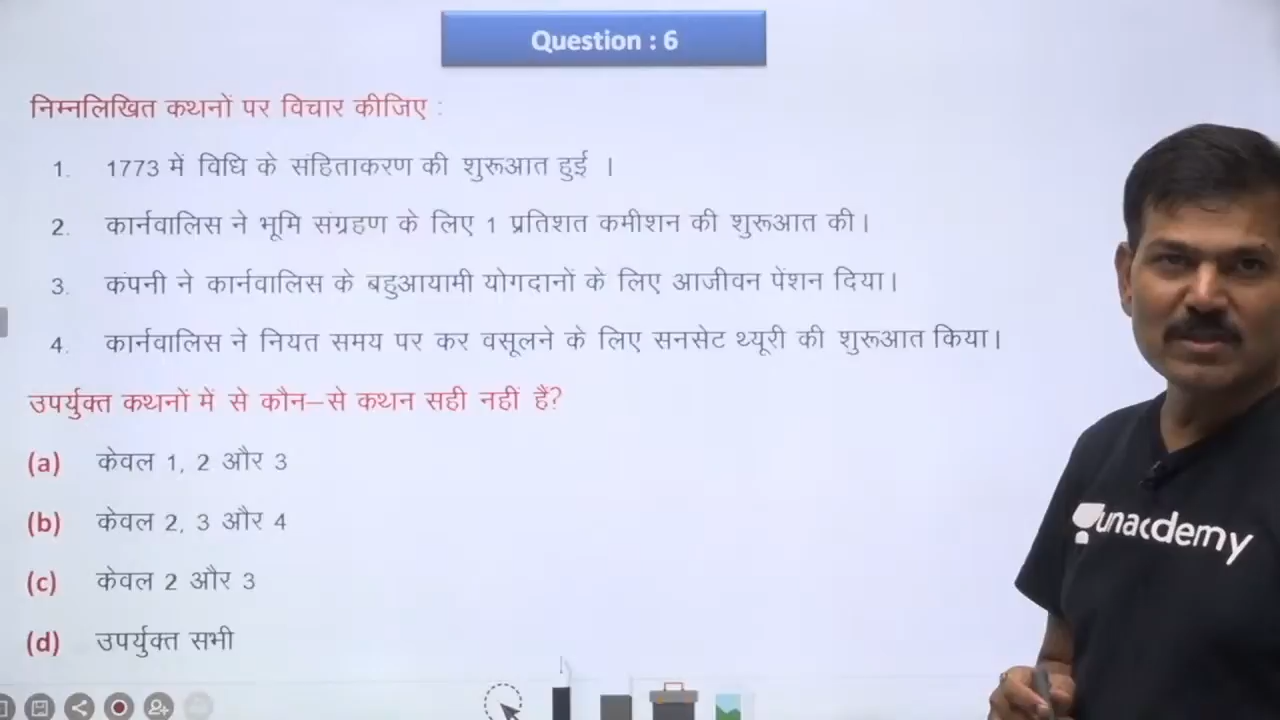 Question : 6
निम्नलिखित कथनों पर विचार कीजिए :
1. 1773 में विधि के संहिताकरण की शुरूआत हुई ।
2. कार्नवालिस ने भूमि संग्रहण के लिए 1 प्रतिशत कमीशन की शुरूआत की।
3. कंपनी ने कार्नवालिस के बहुआयामी योगदानों के लिए आजीवन पेंशन दिया।
4. कार्नवालिस ने नियत समय पर कर वसूलने के लिए सनसेट थ्यूरी की शुरूआत किया।
उपर्युक्त कथनों में से कौन–से कथन सही नहीं हैं?
(a) केवल 1, 2 और 3
(b) केवल 2, 3 और 4
(c) केवल 2 और 3
(d) उपर्युक्त सभी
unacdemy